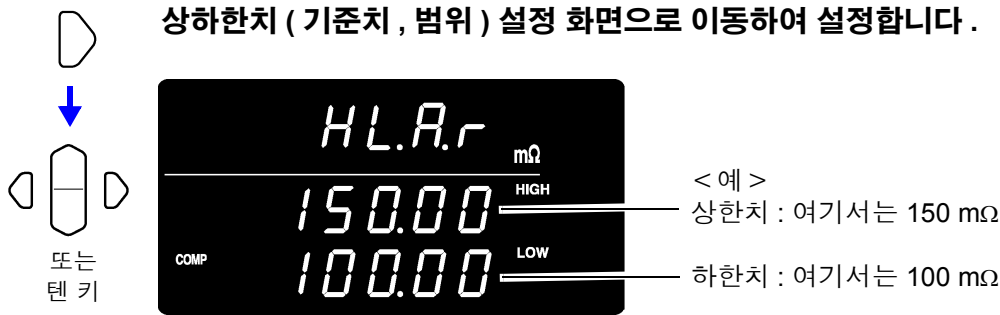 상하한치 ( 기준치 , 범위 ) 설정 화면으로 이동하여 설정합니다 .
HL.A.r
mΩ
150.00
HIGH
< 예 >
상한치 : 여기서는 150 mΩ
COMP
100.00
LOW
하한치 : 여기서는 100 mΩ
또는
텐 키